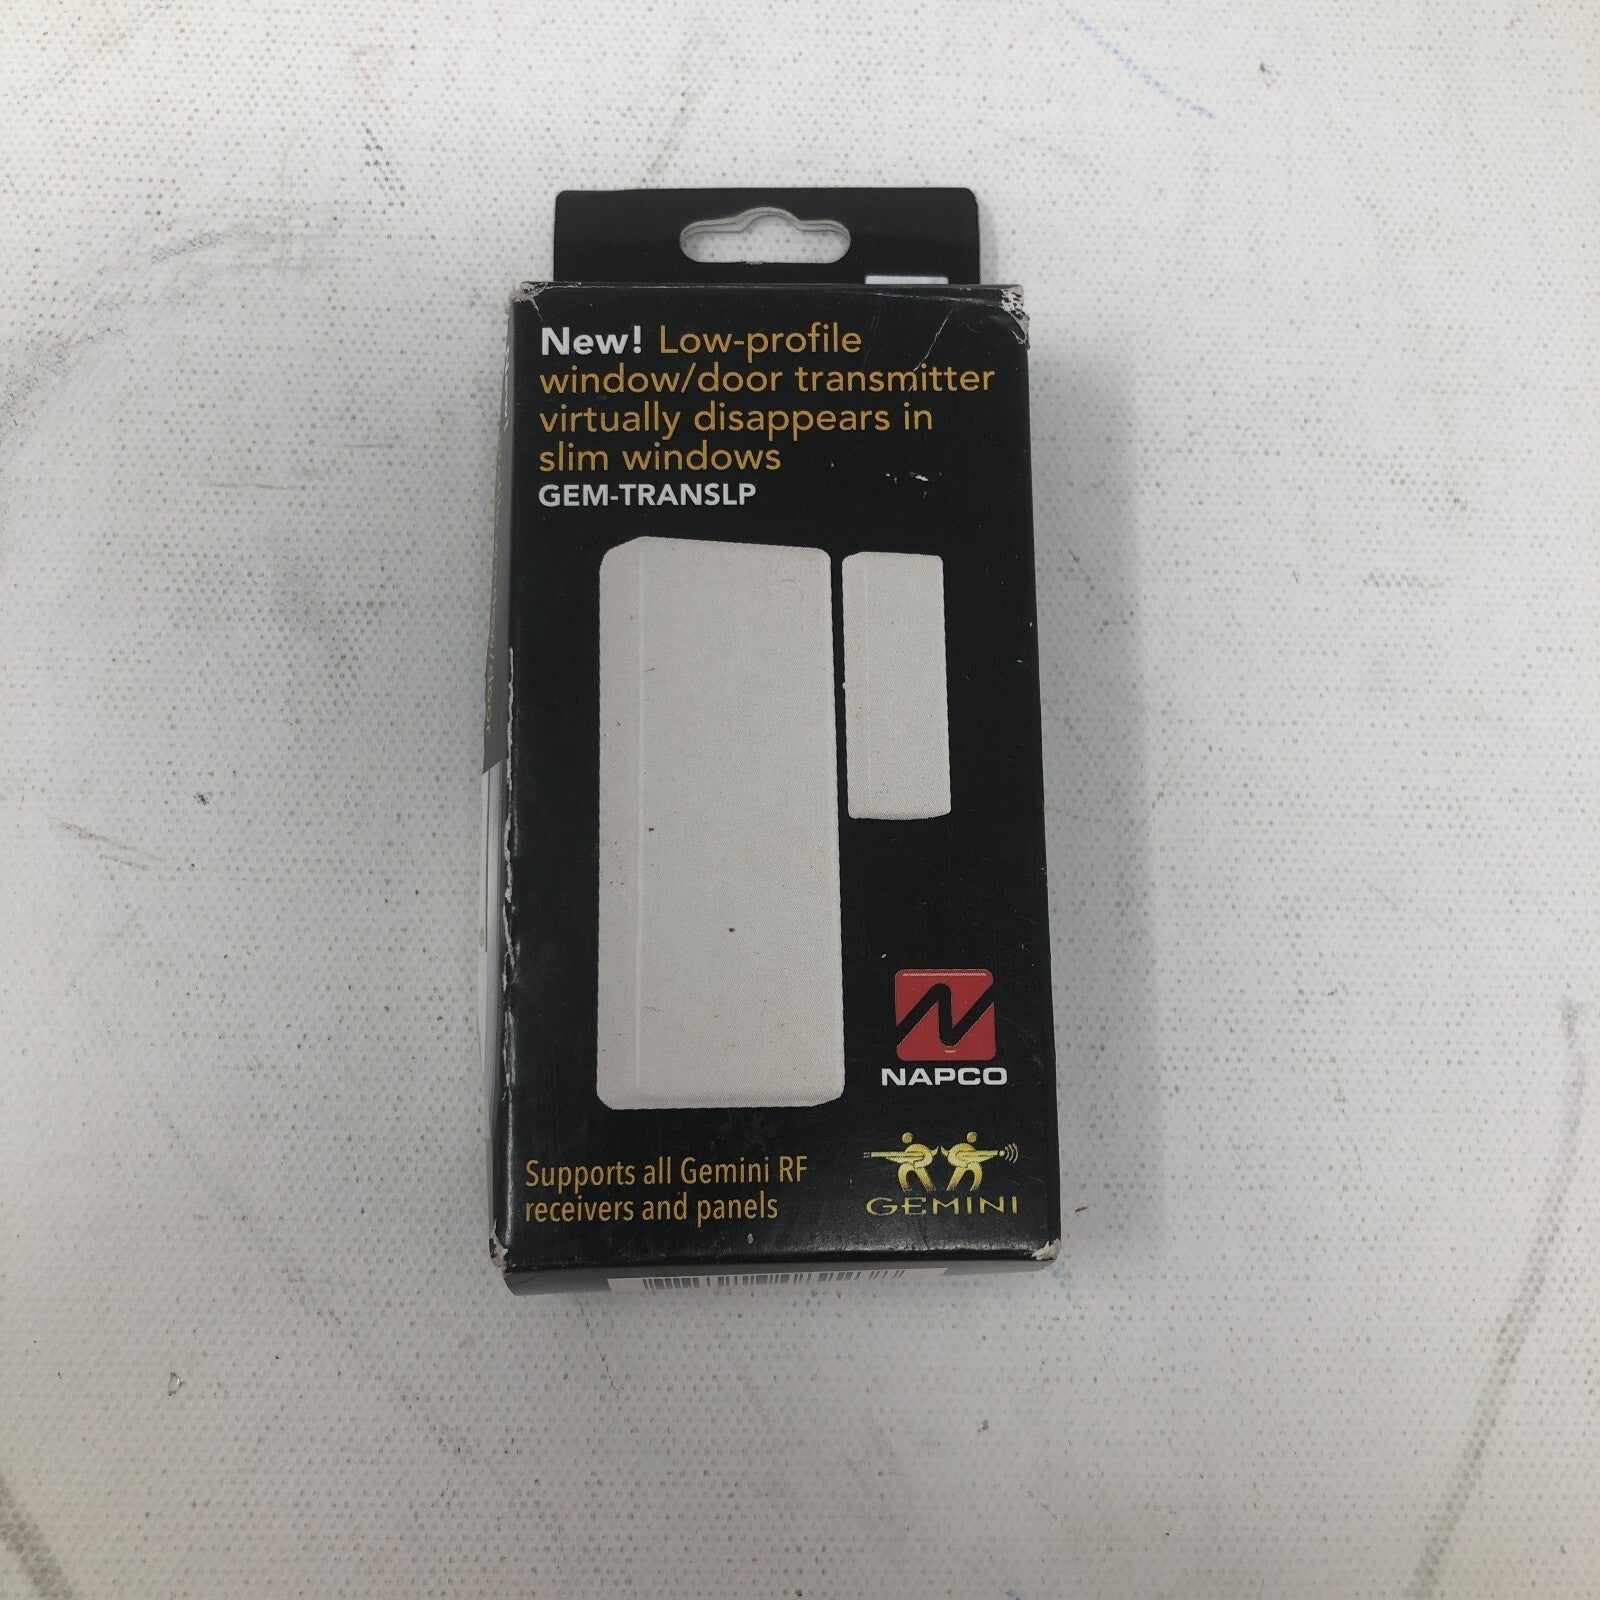 New! Low-profile
window/door transmitter
virtually disappears in
slim windows
GEM-TRANSLP
NAPCO
Supports all Gemini RF
receivers and panels
GEMINI